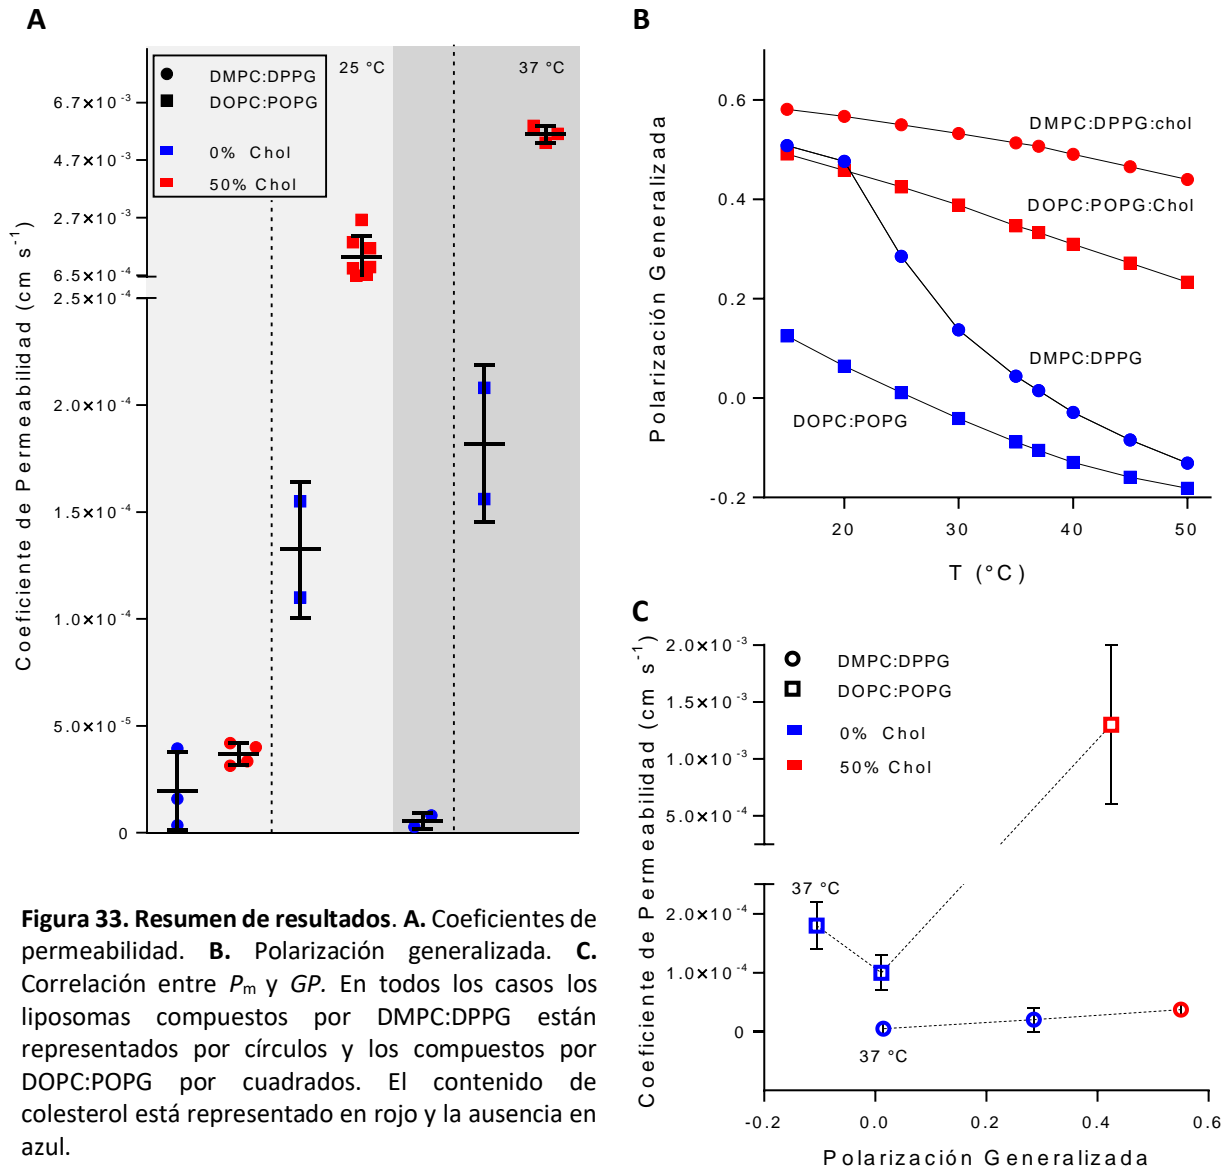 A
DMPC:DPPG
DOPC:POPG
0% Chol
50% Chol
25 °C
37 °C
Coeficiente de Permeabilidad (cm s⁻¹)
6.7×10⁻³
4.7×10⁻³
2.7×10⁻³
6.5×10⁻⁴
2.5×10⁻⁴
2.0×10⁻⁴
1.5×10⁻⁴
1.0×10⁻⁴
5.0×10⁻⁵
0
B
Polarización Generalizada
0.6
0.4
0.2
0.0
-0.2
DMPC:DPPG:chol
DOPC:POPG:Chol
DMPC:DPPG
DOPC:POPG
20
30
40
50
T (°C)
C
Coeficiente de Permeabilidad (cm s⁻¹)
2.0×10⁻³
1.5×10⁻³
1.0×10⁻³
5.0×10⁻⁴
2.0×10⁻⁴
1.0×10⁻⁴
0
DMPC:DPPG
DOPC:POPG
0% Chol
50% Chol
37 °C
37 °C
-0.2
0.0
0.2
0.4
0.6
Polarización Generalizada
Figura 33. Resumen de resultados. A. Coeficientes de
permeabilidad. B. Polarización generalizada. C.
Correlación entre Pm y GP. En todos los casos los
liposomas compuestos por DMPC:DPPG están
representados por círculos y los compuestos por
DOPC:POPG por cuadrados. El contenido de
colesterol está representado en rojo y la ausencia en
azul.